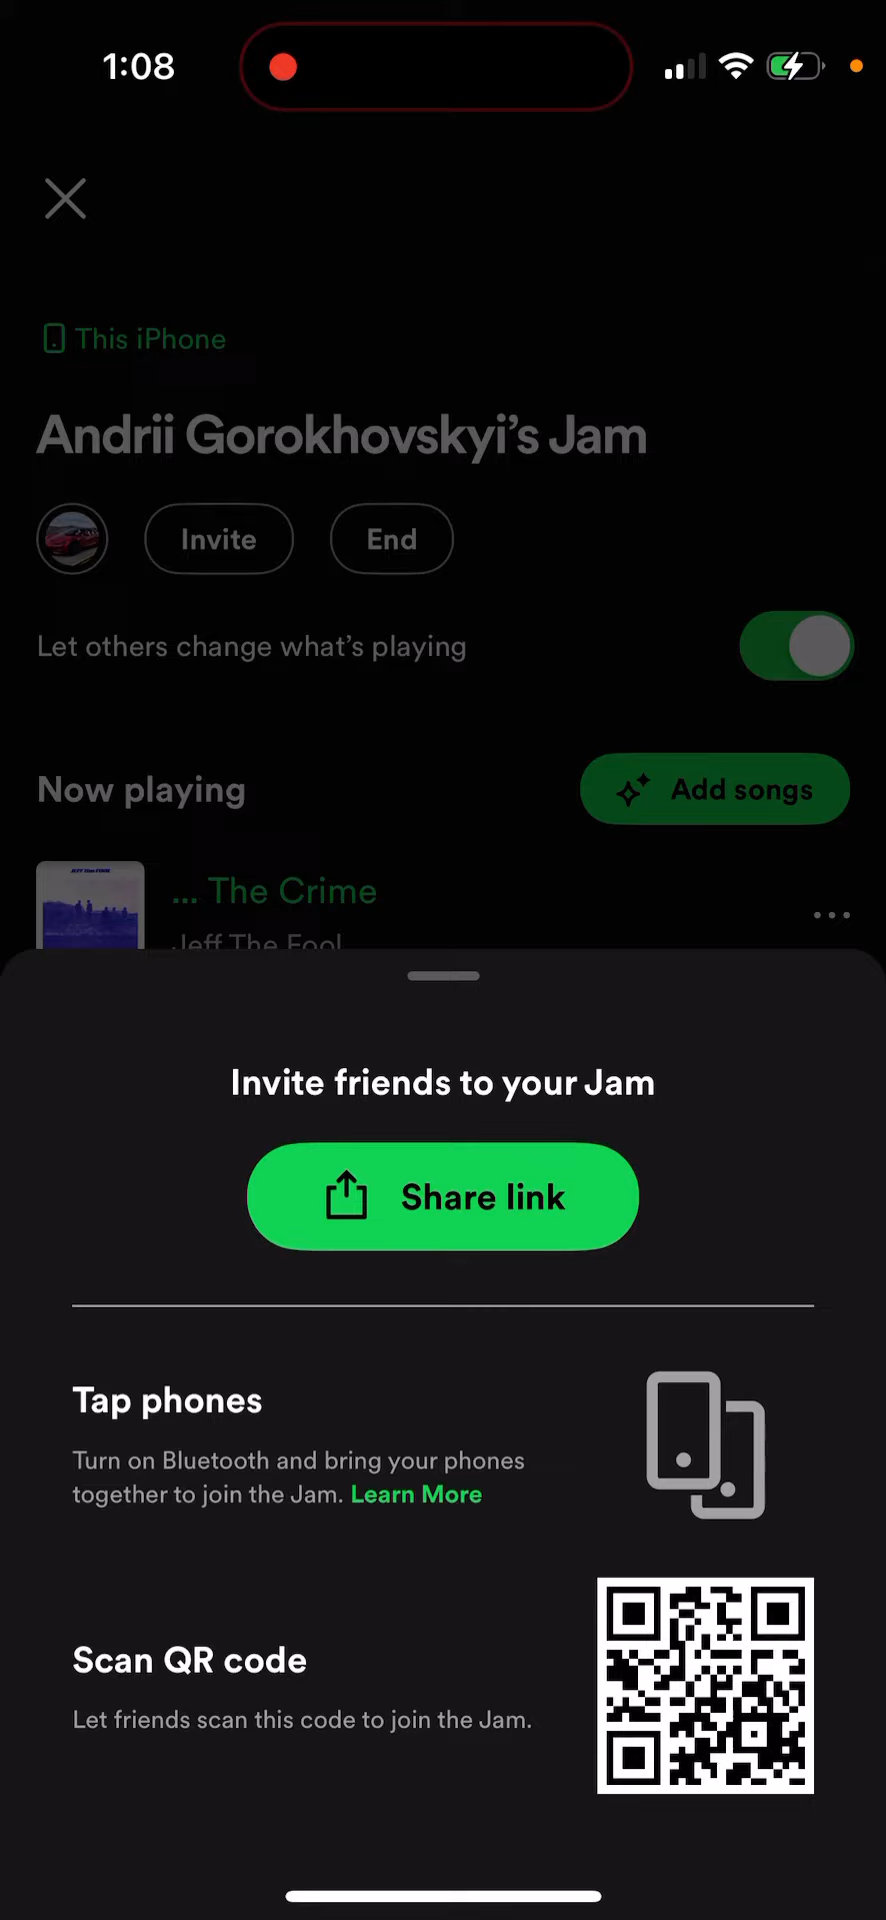 1:08
This iPhone
Andrii Gorokhovskyi’s Jam
Invite
End
Let others change what’s playing
Now playing
Add songs
JEFF the FOOL
... The Crime
Jeff The Fool
Invite friends to your Jam
Share link
Tap phones
Turn on Bluetooth and bring your phones
together to join the Jam. Learn More
Scan QR code
Let friends scan this code to join the Jam.